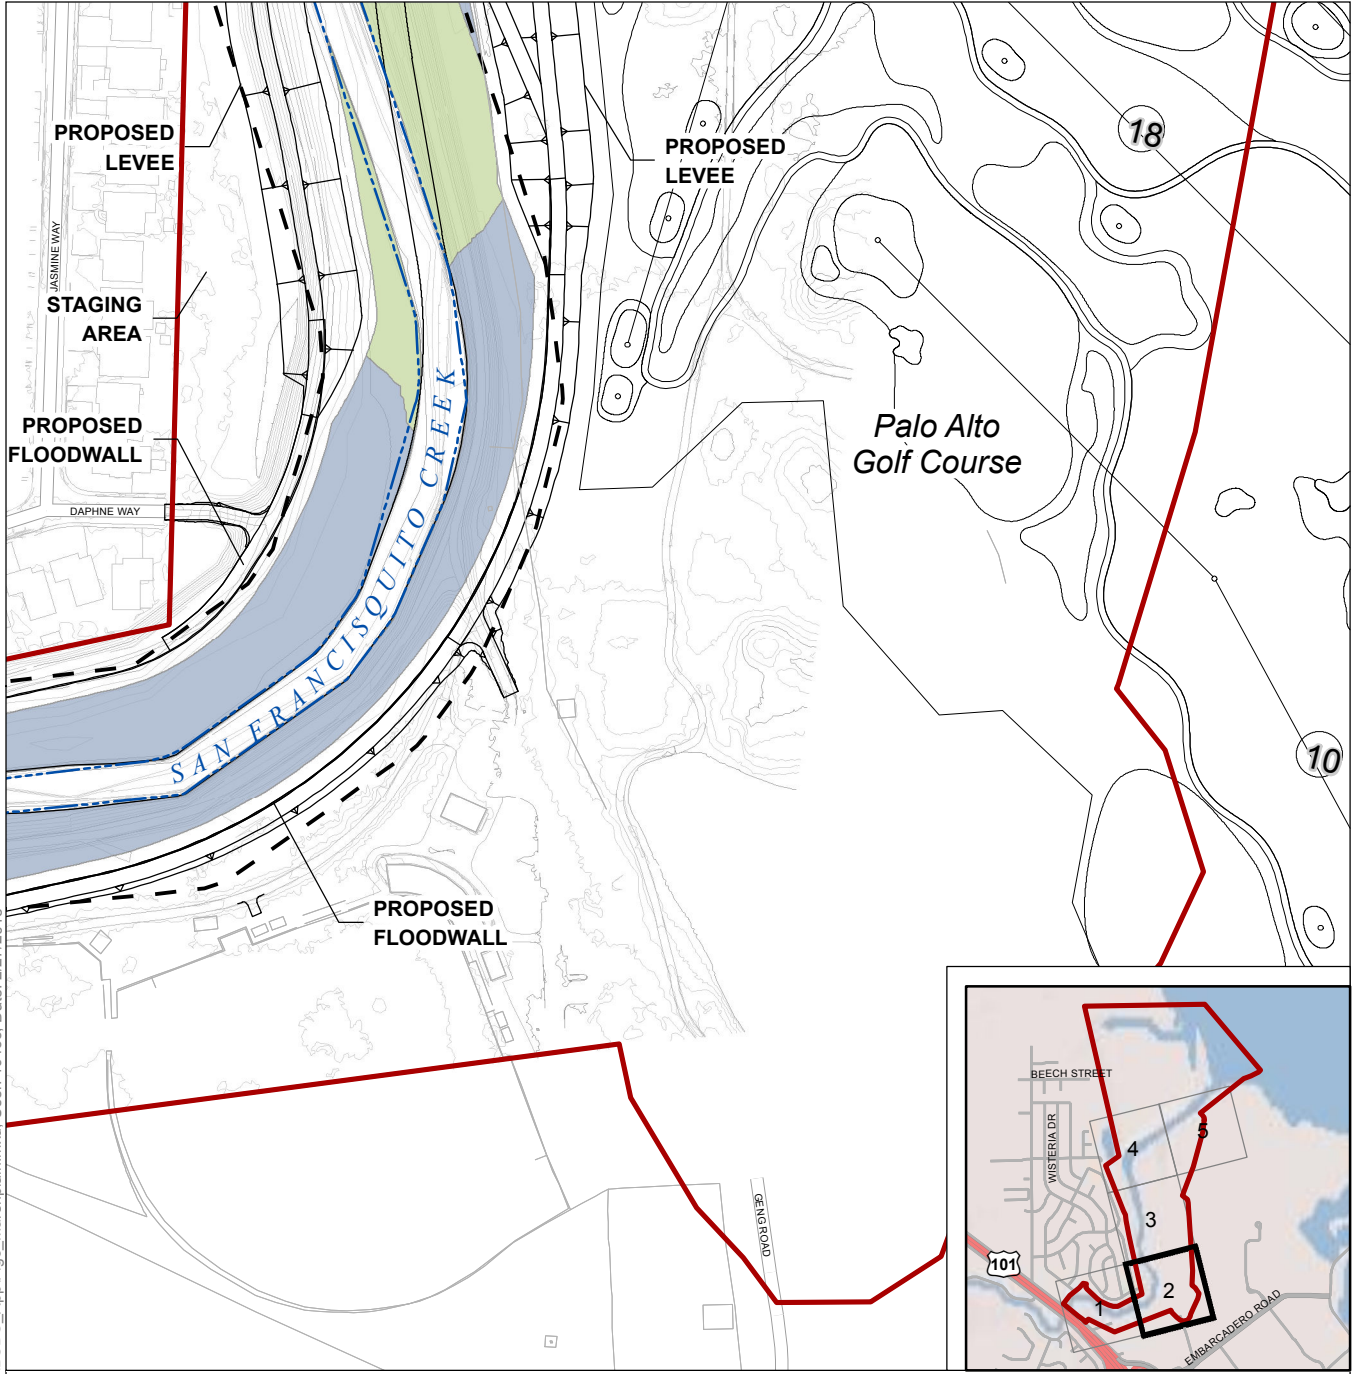 PROPOSED
LEVEE
PROPOSED
LEVEE
18
JASMINE WAY
STAGING
AREA
PROPOSED
FLOODWALL
Palo Alto
Golf Course
DAPHNE WAY
SAN FRANCISQUITO CREEK
10
PROPOSED
FLOODWALL
GENG ROAD
BEECH STREET
WISTERIA DR
5
4
3
101
2
1
EMBARCADERO ROAD